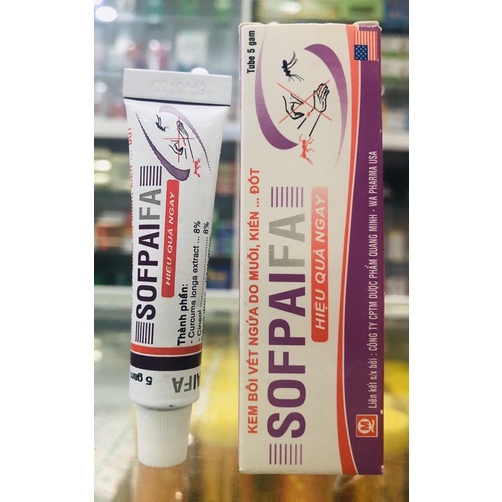 SOFPAIFA
HIỆU QUẢ NGAY
Thành phần:
- Curcuma longa extract ... 8%
- Cineol ... 8%
5 gam
Tube 5 gam
KEM BÔI VẾT NGỨA DO MUỖI, KIẾN ... ĐỐT
SOFPAIFA
HIỆU QUẢ NGAY
Liên kết s/x bởi : CÔNG TY CPTM DƯỢC PHẨM QUANG MINH - WA PHARMA USA